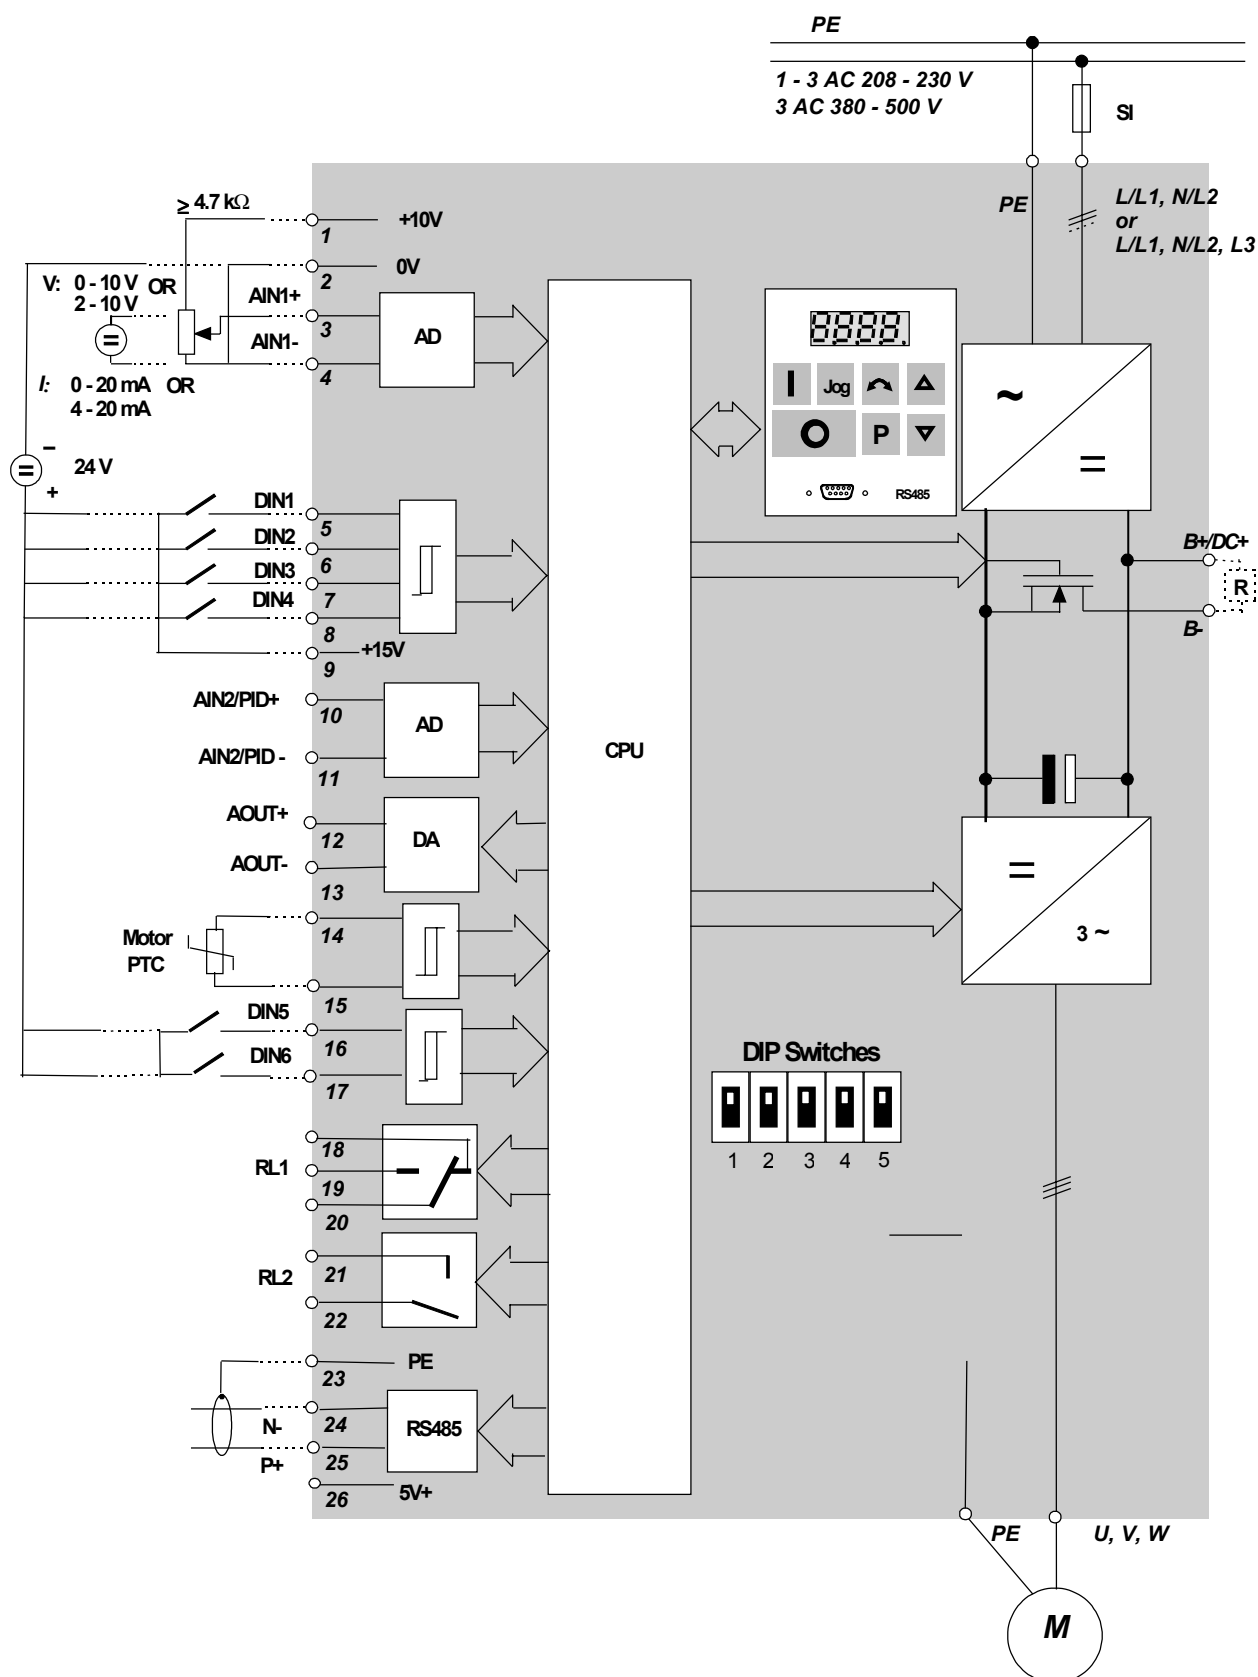 PE
1 - 3 AC 208 - 230 V
3 AC 380 - 500 V
SI
PE
L/L1, N/L2
or
L/L1, N/L2, L3
≥ 4.7 kΩ
1
+10V
2
0V
V: 0 - 10 V OR
2 - 10 V
AIN1+
3
AIN1-
4
AD
I: 0 - 20 mA OR
4 - 20 mA
Jog
P
RS485
~
=
–
=
24 V
+
DIN1
5
DIN2
6
DIN3
7
DIN4
8
9
+15V
B+/DC+
R
B-
AIN2/PID+
10
AD
AIN2/PID -
11
CPU
AOUT+
12
DA
AOUT-
13
=
3 ~
Motor
PTC
14
15
DIN5
16
DIN6
17
DIP Switches
1 2 3 4 5
18
RL1
19
20
RL2
21
22
23
PE
N-
24
RS485
P+
25
26
5V+
PE
U, V, W
M